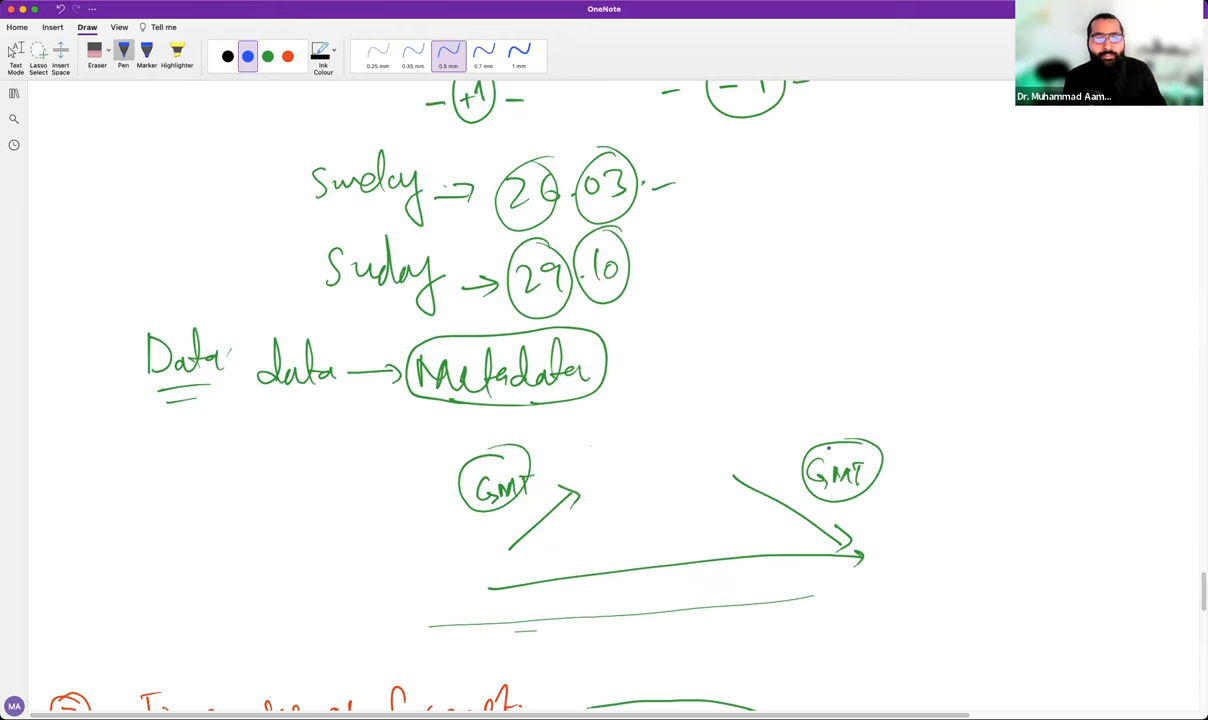 OneNote
Home Insert Draw View Tell me
Text Mode Lasso Select Insert Space Eraser Pen Marker Highlighter Ink Colour 0.25 mm 0.35 mm 0.5 mm 0.7 mm 1 mm
Dr. Muhammad Aam...
- +1 - - -1 -
Sunday => 26.03.-
Sunday → 29.10
Data: data → Metadata
GMT GMT
MA